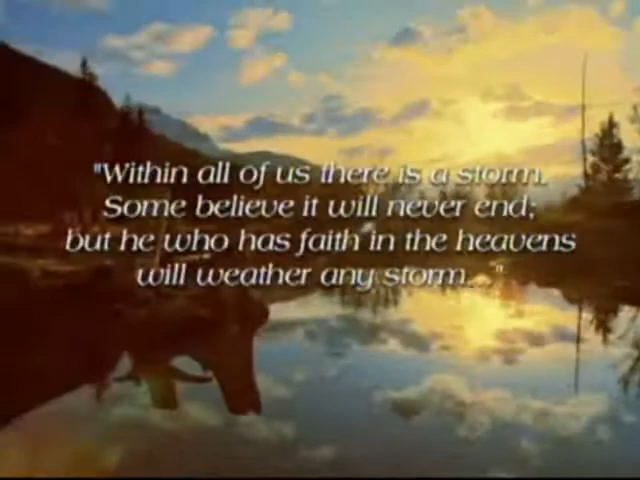 "Within all of us there is a storm.
Some believe it will never end;
but he who has faith in the heavens
will weather any storm...."